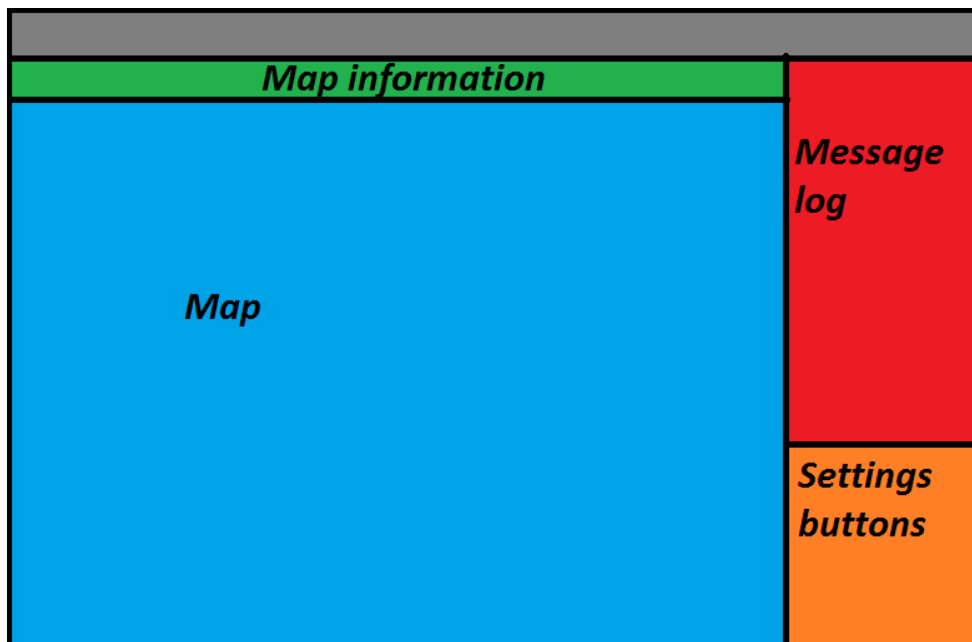 Map information
Message
log
Map
Settings
buttons